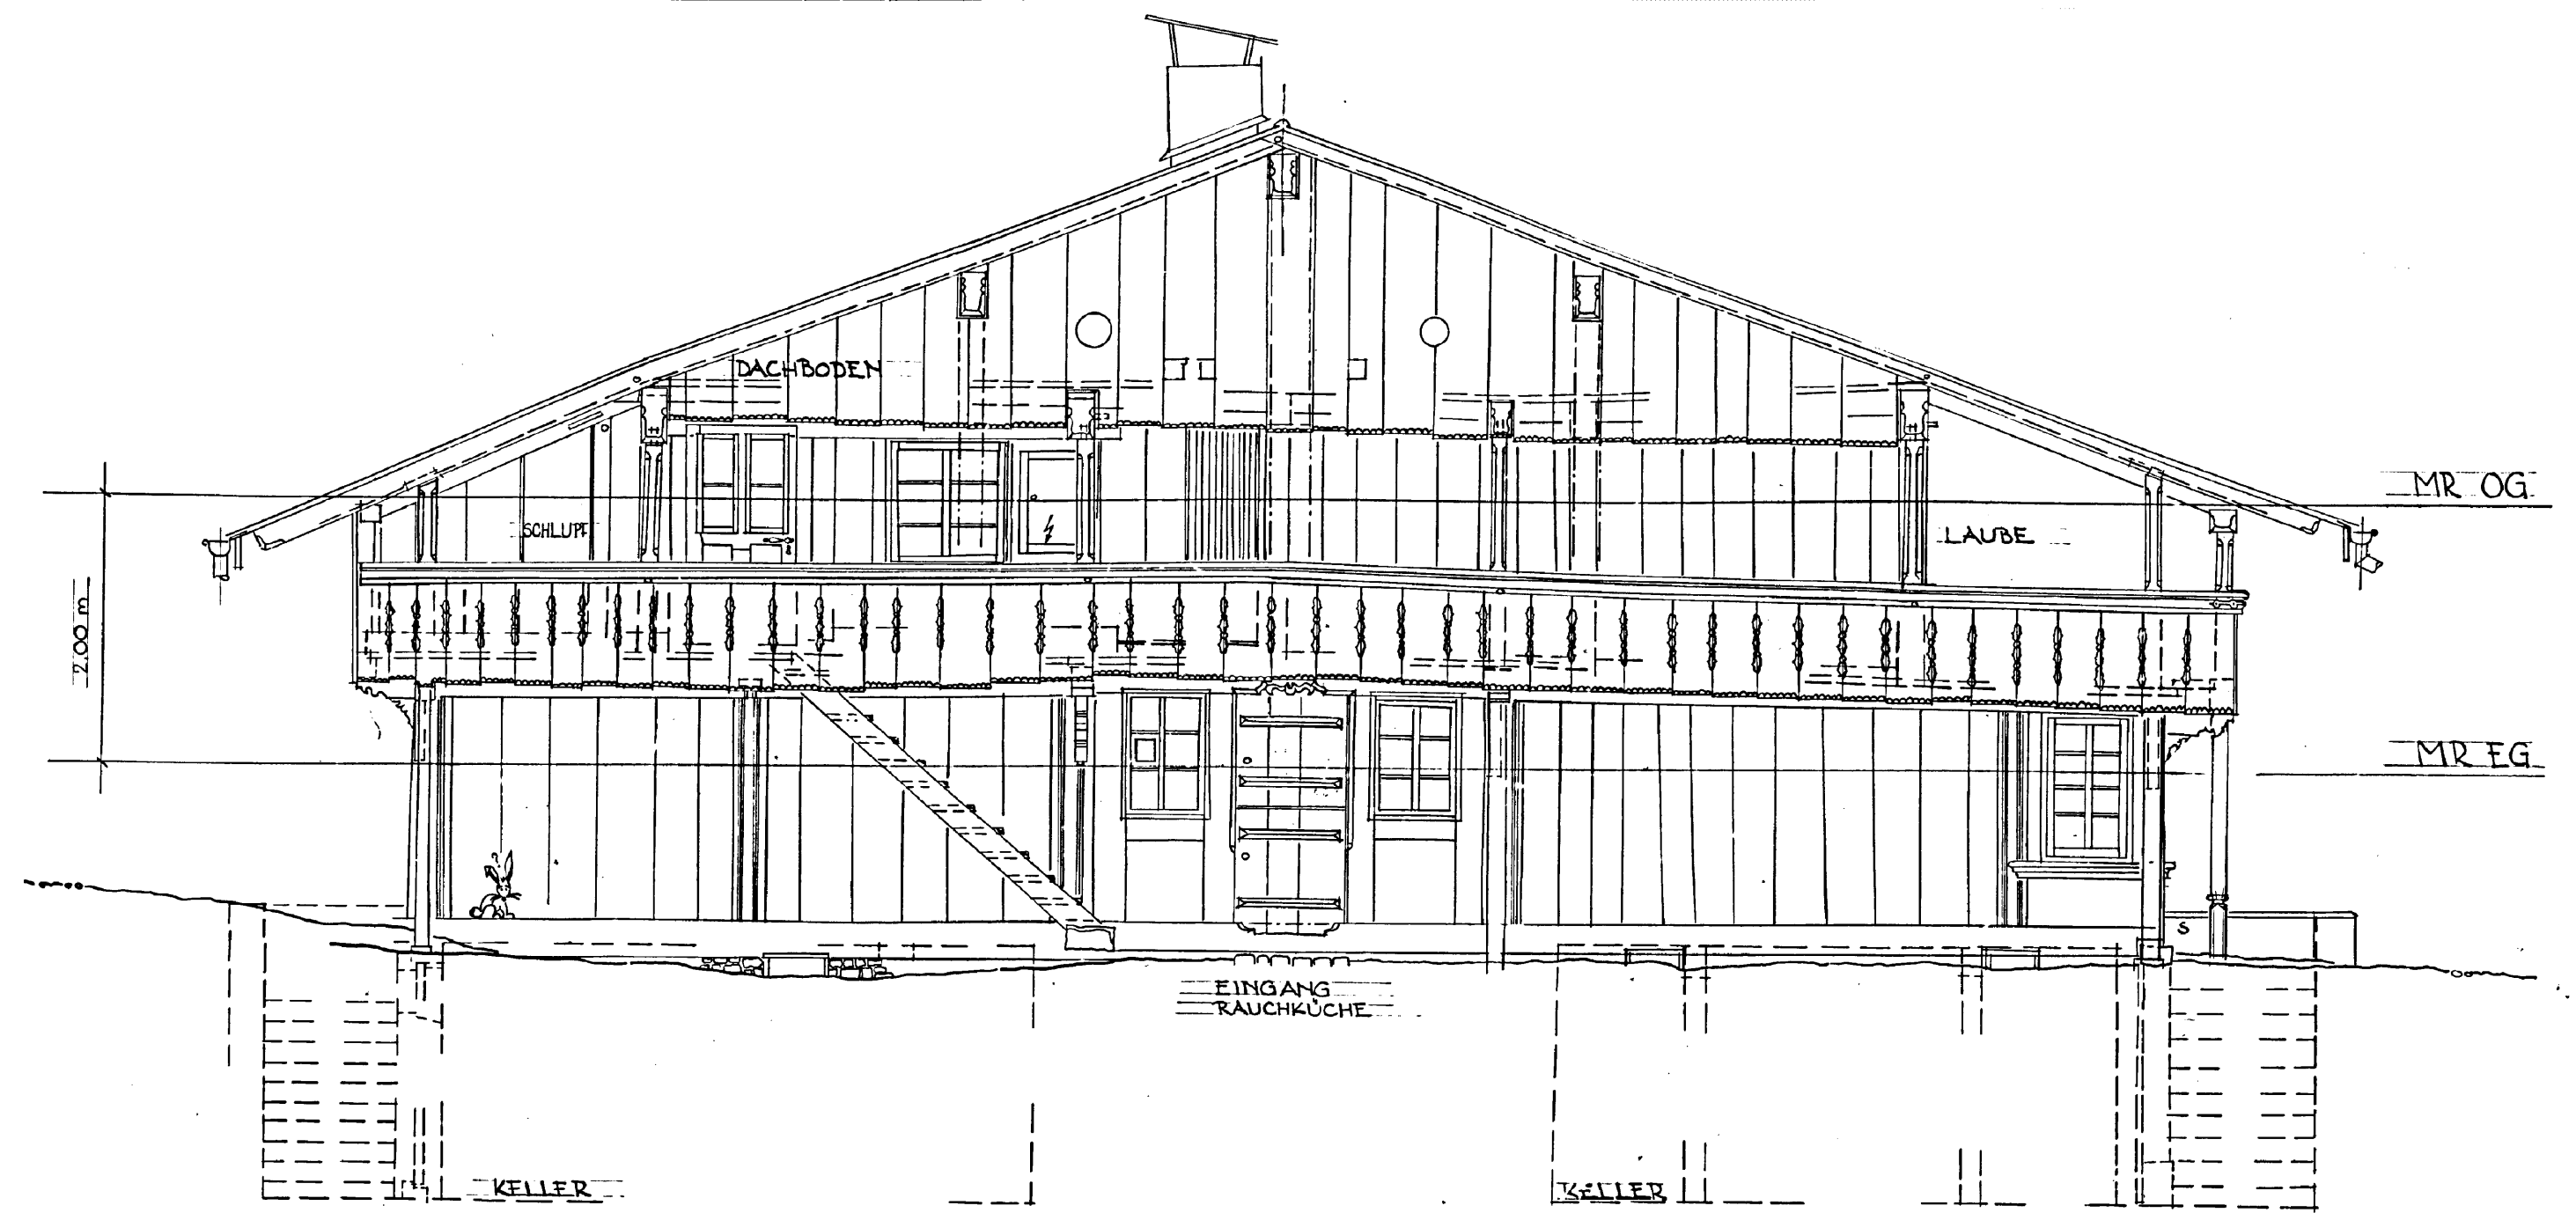 DACHBODEN
MR OG
SCHLUPF
LAUBE
2.00 m
MR EG
S
EINGANG
RAUCHKÜCHE
KELLER
KELLER